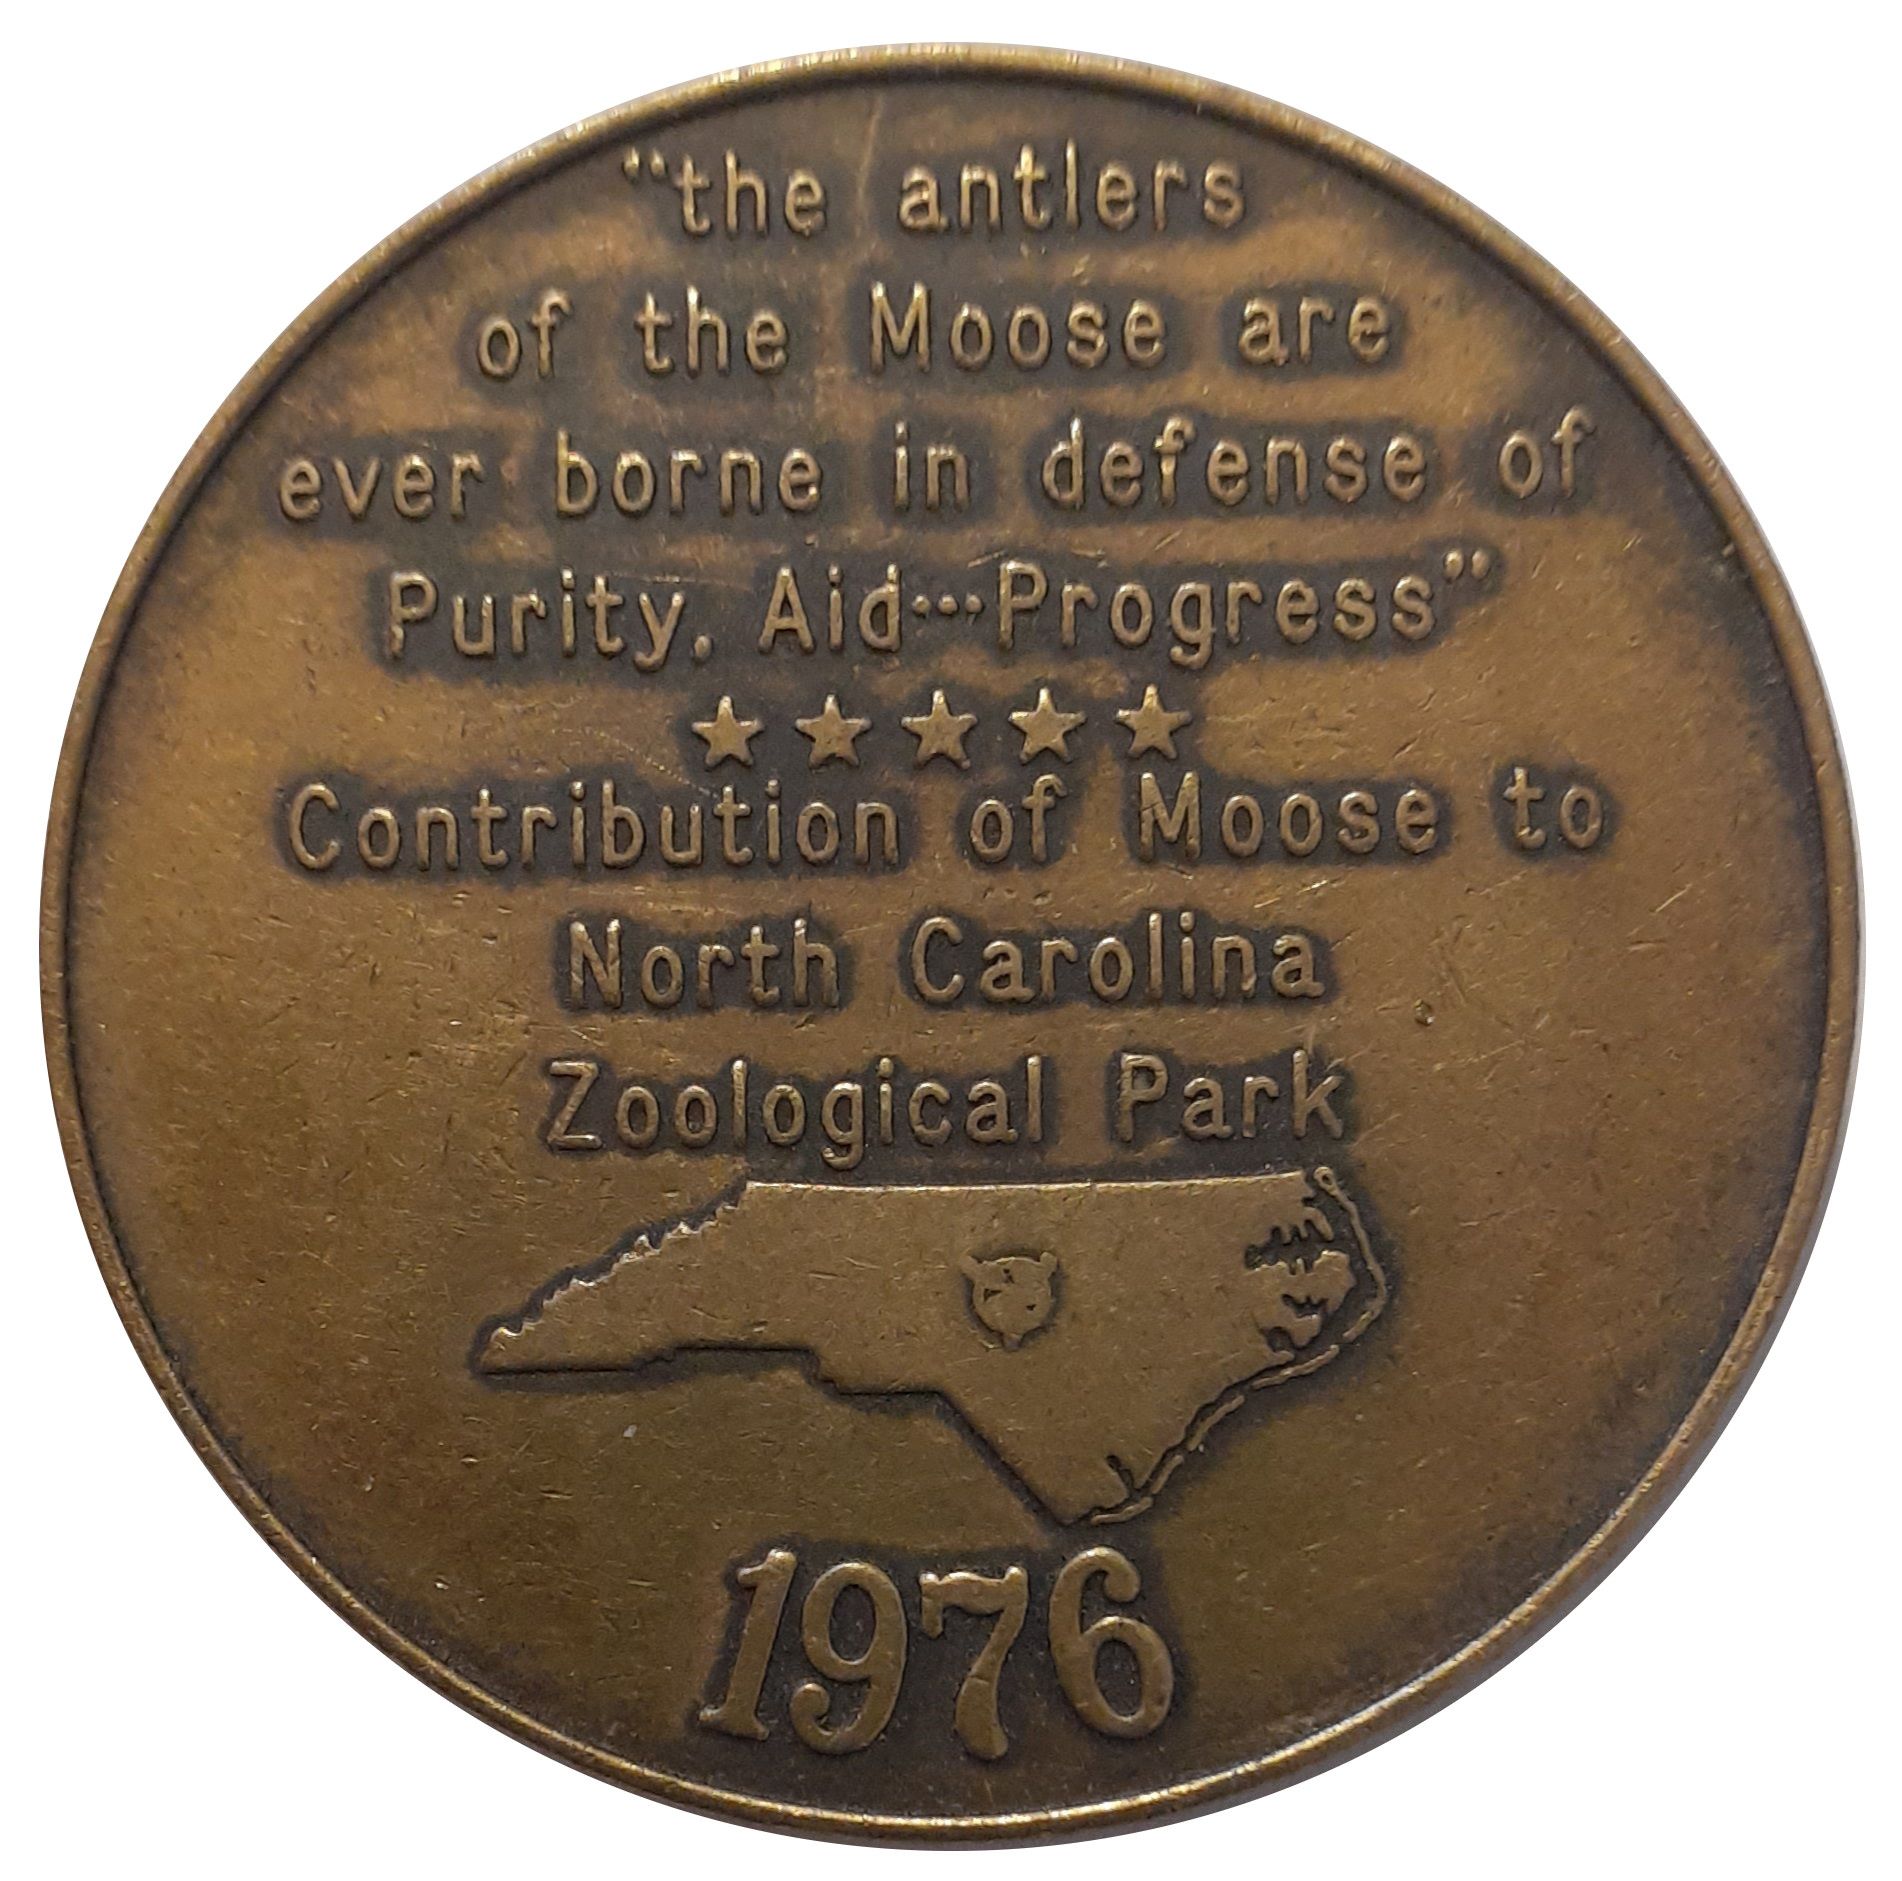 "the antlers
of the Moose are
ever borne in defense of
Purity, Aid···Progress"
★★★★★
Contribution of Moose to
North Carolina
Zoological Park
1976